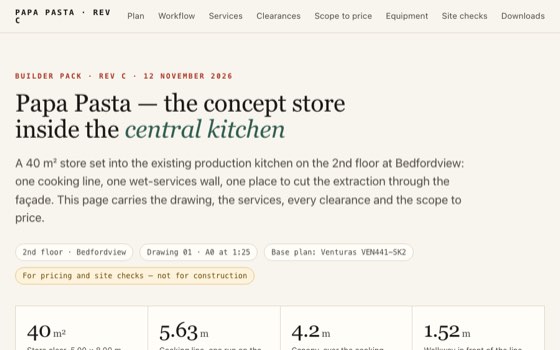 PAPA PASTA · REV C
Plan Workflow Services Clearances Scope to price Equipment Site checks Downloads
BUILDER PACK · REV C · 12 NOVEMBER 2026
Papa Pasta — the concept store
inside the central kitchen
A 40 m² store set into the existing production kitchen on the 2nd floor at Bedfordview:
one cooking line, one wet-services wall, one place to cut the extraction through the
façade. This page carries the drawing, the services, every clearance and the scope to
price.
2nd floor · Bedfordview
Drawing 01 · A0 at 1:25
Base plan: Venturas VEN441-SK2
For pricing and site checks — not for construction
40 m²
5.63 m
4.2 m
1.52 m